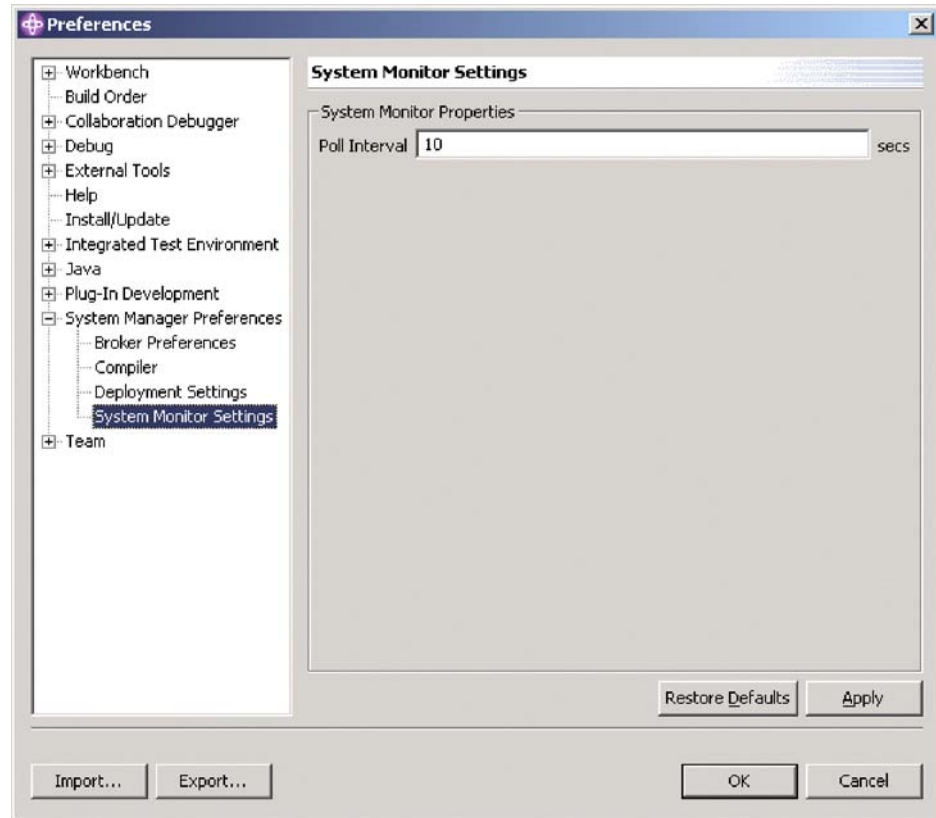 Preferences
Workbench
Build Order
Collaboration Debugger
Debug
External Tools
Help
Install/Update
Integrated Test Environment
Java
Plug-In Development
System Manager Preferences
Broker Preferences
Compiler
Deployment Settings
System Monitor Settings
Team
System Monitor Settings
System Monitor Properties
Poll Interval 10 secs
Restore Defaults Apply
Import... Export... OK Cancel